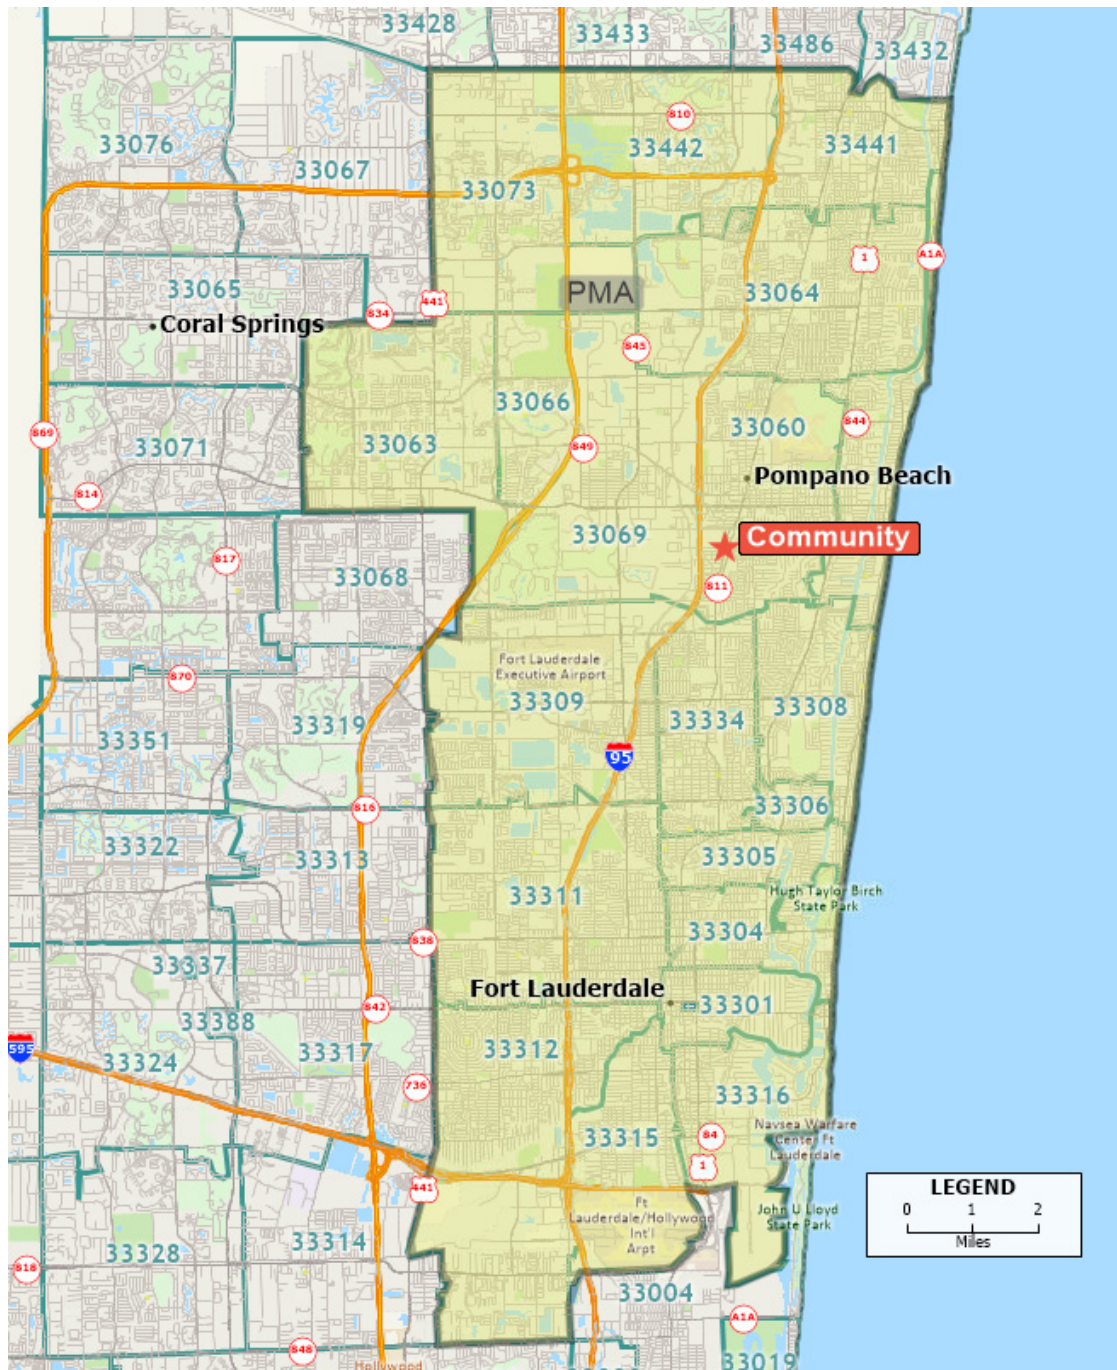 33428
33433
33486
33432
810
33076
33442
33441
33067
33073
A1A
1
33065
PMA
33064
441
834
Coral Springs
845
33066
844
33060
869
33071
33063
849
Pompano Beach
814
33069
Community
817
33068
811
Fort Lauderdale
Executive Airport
870
33309
33308
33319
33334
33351
95
33306
816
33322
33313
33305
33311
Hugh Taylor Birch
State Park
33304
838
33337
Fort Lauderdale
33301
842
33388
595
33324
33317
33312
736
33316
Navsea Warfare
Center Ft
Lauderdale
33315
84
1
441
LEGEND
0 1 2
Miles
Ft
Lauderdale/Hollywood
Int'l
Arpt
John U Lloyd
State Park
33314
33328
818
33004
A1A
848
33019
Hollywood